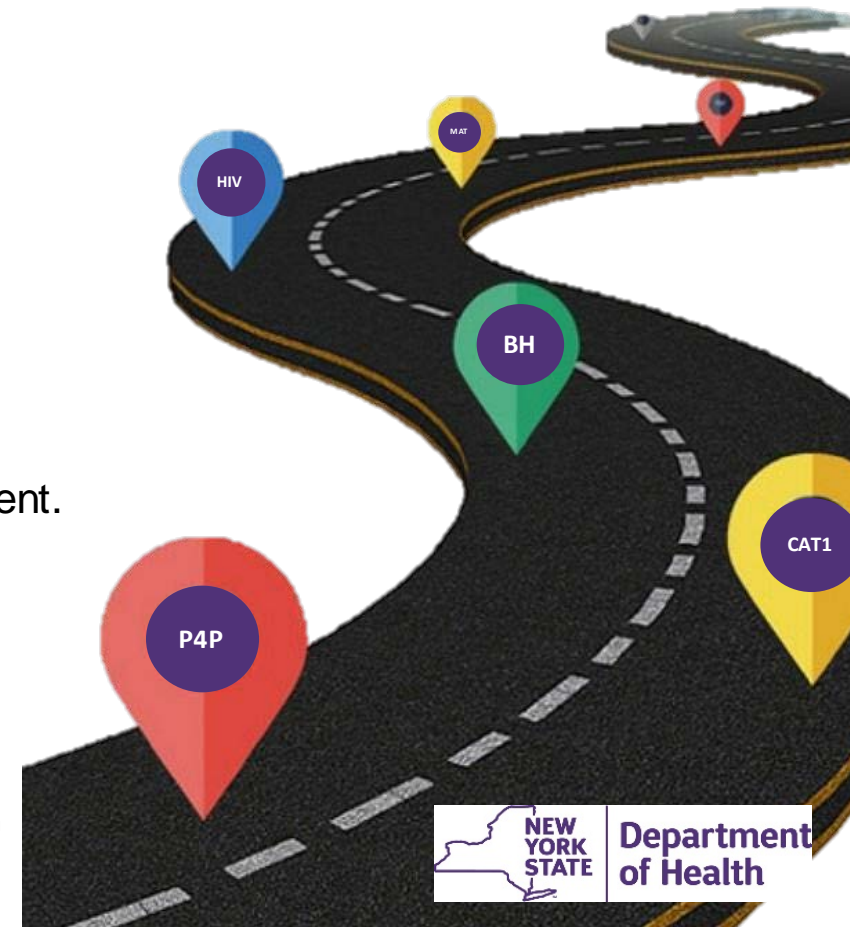 MAT
HIV
BH
ent.
CAT1
P4P
NEW
YORK
STATE
Department
of Health